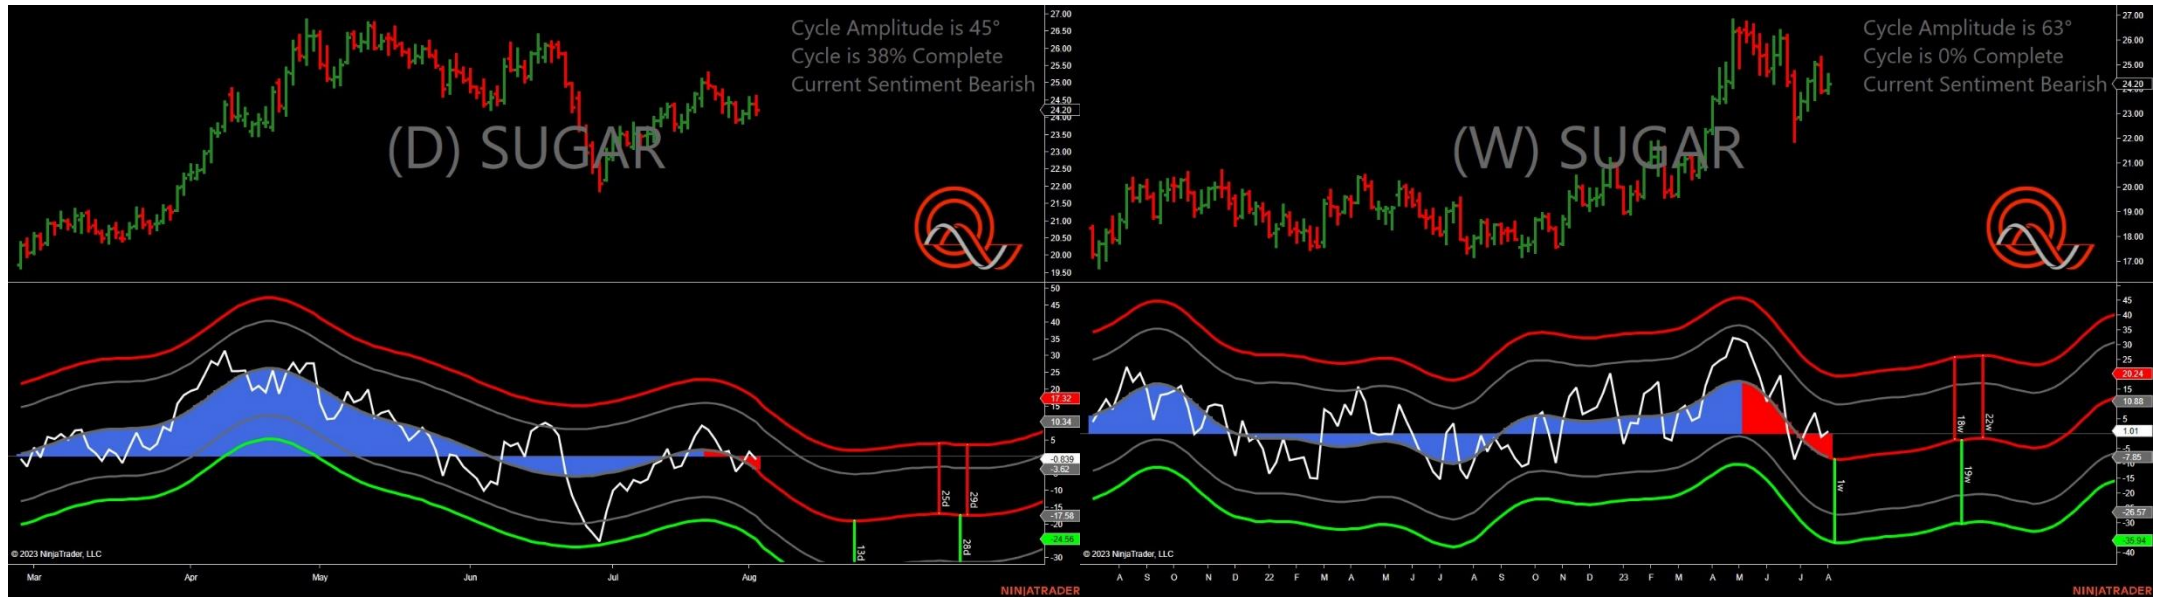 Cycle Amplitude is 45°
Cycle is 38% Complete
Current Sentiment Bearish
(D) SUGAR
27.00
26.50
26.00
25.50
25.00
24.50
24.20
24.00
23.50
23.00
22.50
22.00
21.50
21.00
20.50
20.00
19.50
50
45
40
35
30
25
20
17.32
15
10.34
5
-0.839
-3.62
-10
-17.58
-20
-24.56
-30
25d
29d
13d
28d
© 2023 NinjaTrader, LLC
Mar Apr May Jun Jul Aug
NINJATRADER
Cycle Amplitude is 63°
Cycle is 0% Complete
Current Sentiment Bearish
(W) SUGAR
27.00
26.00
25.00
24.20
23.00
22.00
21.00
20.00
19.00
18.00
17.00
45
40
35
30
25
20.24
15
10.88
5
1.01
-5
-7.85
-10
-15
-20
-26.57
-30
-35.94
-40
18w
22w
1w
19w
© 2023 NinjaTrader, LLC
A S O N D 22 F M A M J J A S O N D 23 F M A M J J A
NINJATRADER